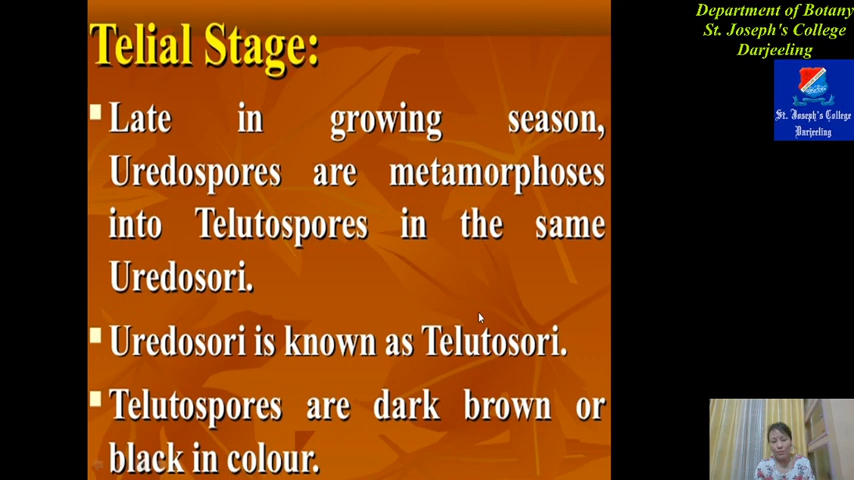 Telial Stage:
Late in growing season,
Uredospores are metamorphoses
into Telutospores in the same
Uredosori.
Uredosori is known as Telutosori.
Telutospores are dark brown or
black in colour.
Department of Botany
St. Joseph's College
Darjeeling
St. Joseph's College
Darjeeling